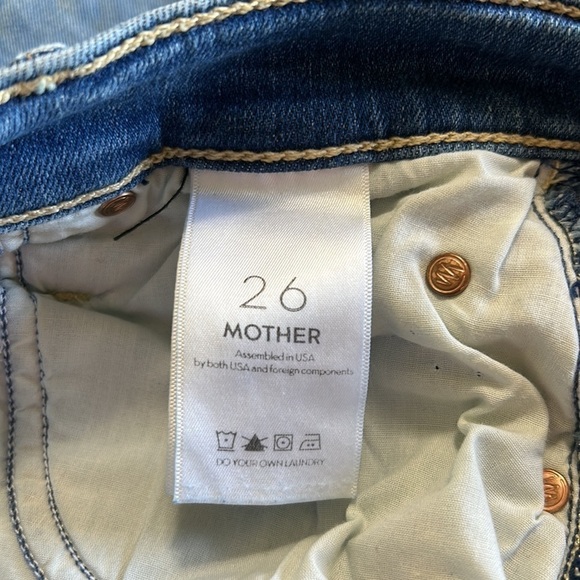 26
MOTHER
Assembled in USA
by both USA and foreign components
DO YOUR OWN LAUNDRY